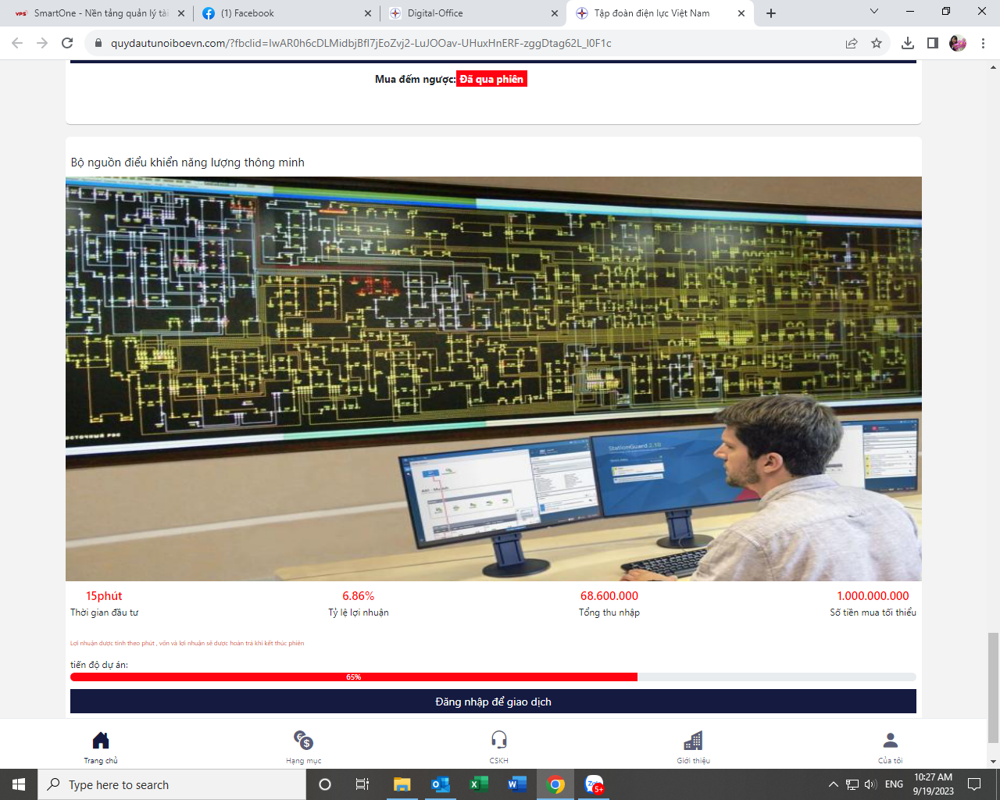 SmartOne - Nền tảng quản lý tài
(1) Facebook
Digital-Office
Tập đoàn điện lực Việt Nam
quydautunoiboevn.com/?fbclid=IwAR0h6cDLMidbjBfl7jEoZvj2-LuJOOav-UHuxHnERF-zggDtag62L_l0F1c
Mua đếm ngược: Đã qua phiên
Bộ nguồn điều khiển năng lượng thông minh
StationGuard 2.10
15phút
Thời gian đầu tư
6.86%
Tỷ lệ lợi nhuận
68.600.000
Tổng thu nhập
1.000.000.000
Số tiền mua tối thiểu
Lợi nhuận được tính theo phút , vốn và lợi nhuận sẽ được hoàn trả khi kết thúc phiên
tiến độ dự án:
65%
Đăng nhập để giao dịch
Trang chủ
Hạng mục
CSKH
Giới thiệu
Của tôi
Type here to search
5+
ENG
10:27 AM
9/19/2023